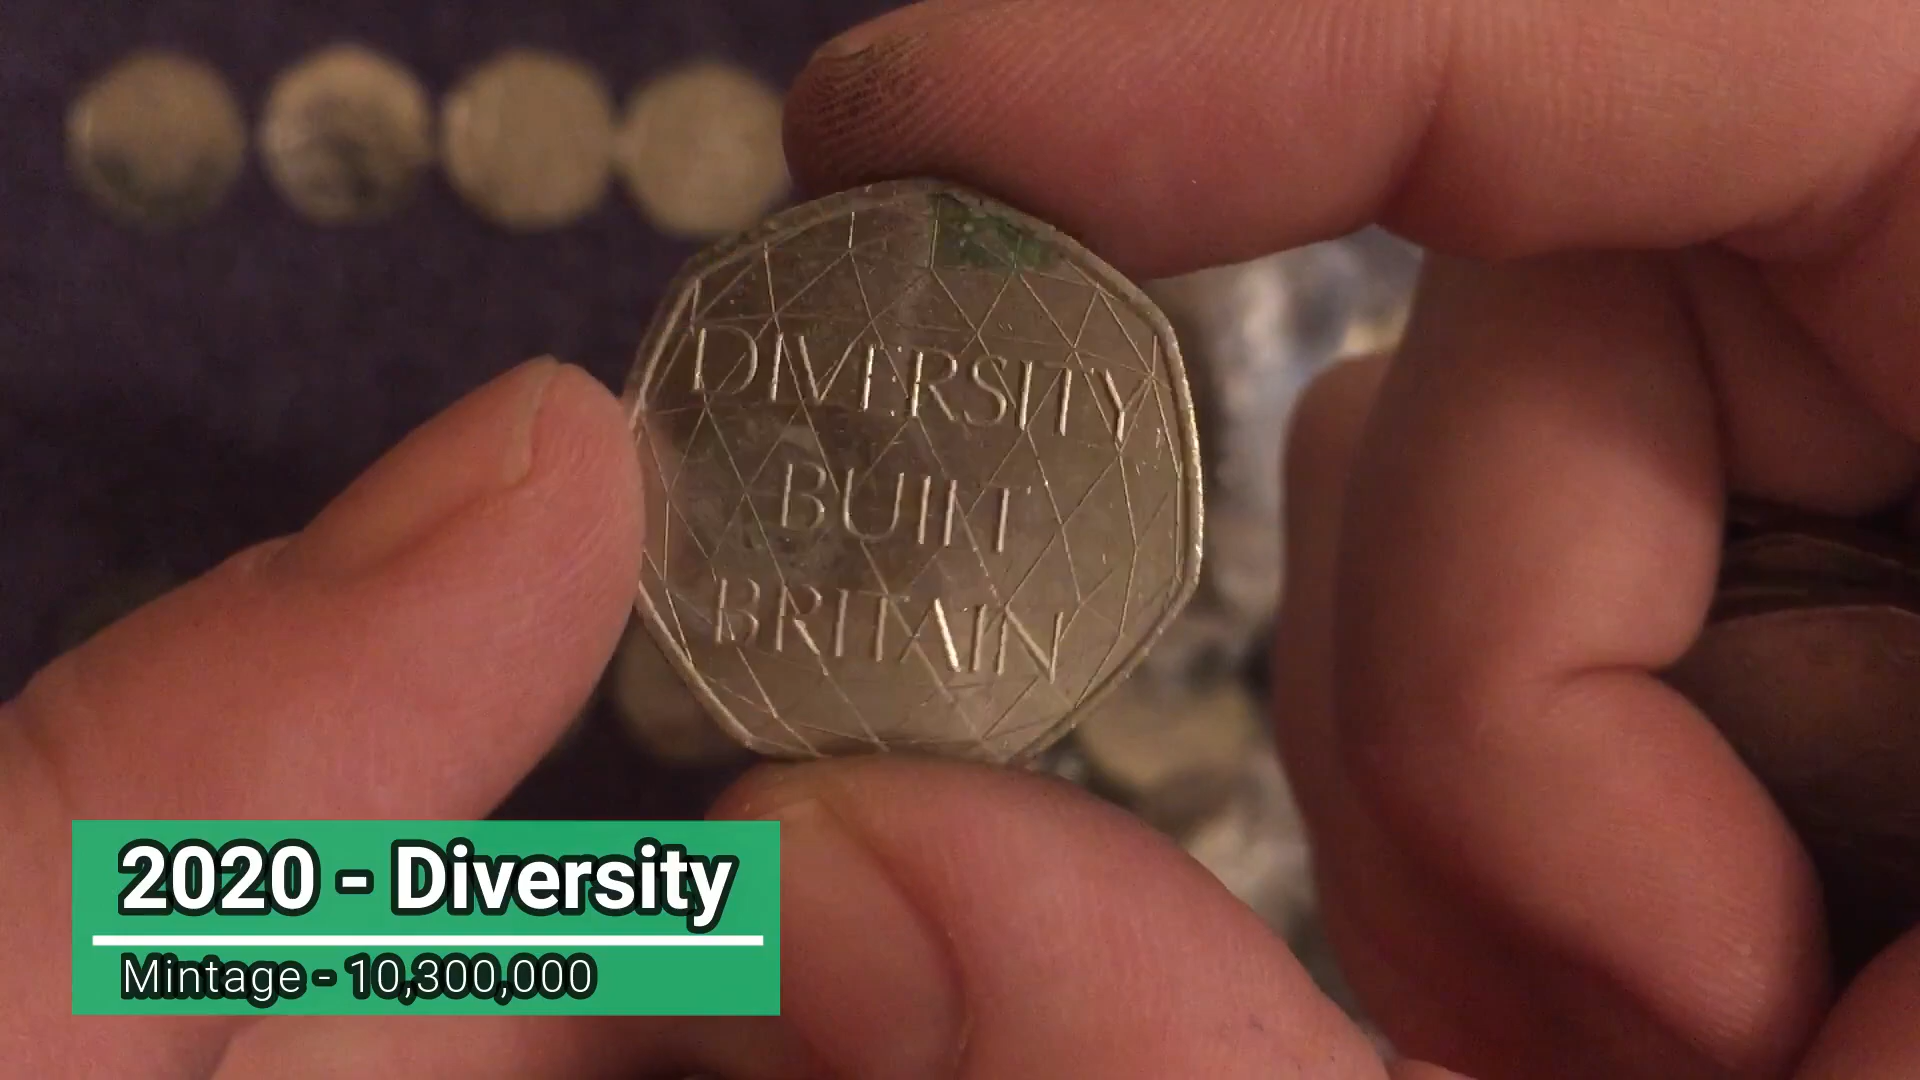 DIVERSITY
BUILT
BRITAIN
2020 - Diversity
Mintage - 10,300,000